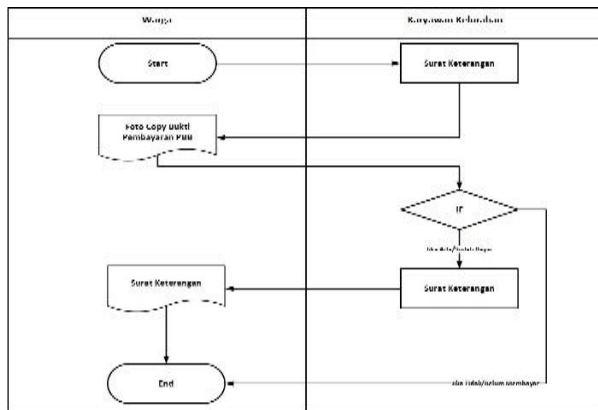 Warga
Karyawan Kelurahan
Start
Surat Keterangan
Foto Copy Bukti
Pembayaran PBB
If
Surat Keterangan
Surat Keterangan
End